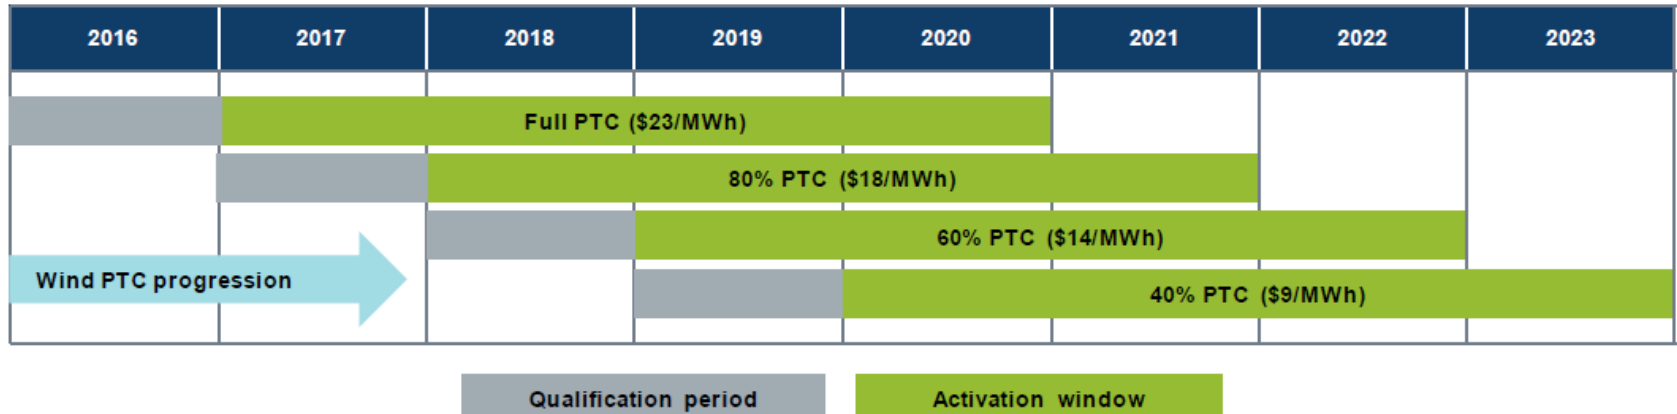 2016 2017 2018 2019 2020 2021 2022 2023
Full PTC ($23/MWh)
80% PTC ($18/MWh)
60% PTC ($14/MWh)
Wind PTC progression
40% PTC ($9/MWh)
Qualification period Activation window